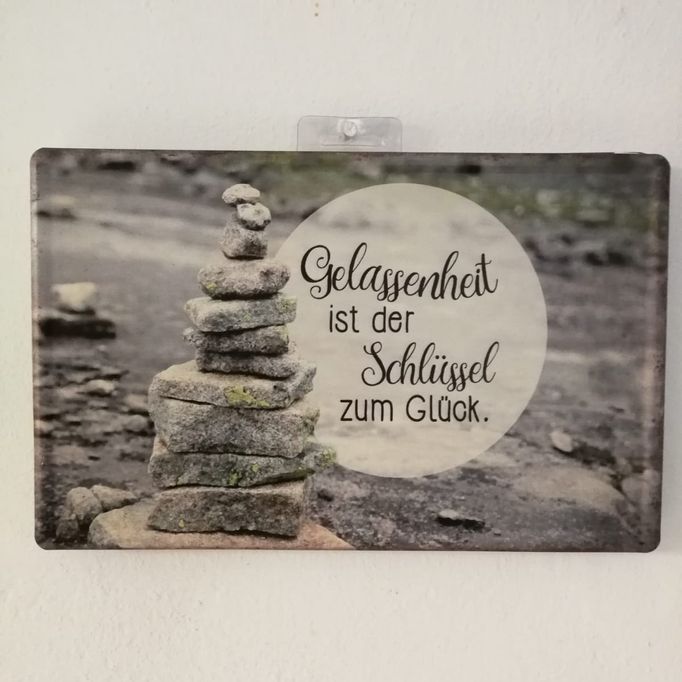 Gelassenheit
ist der
Schlüssel
zum Glück.